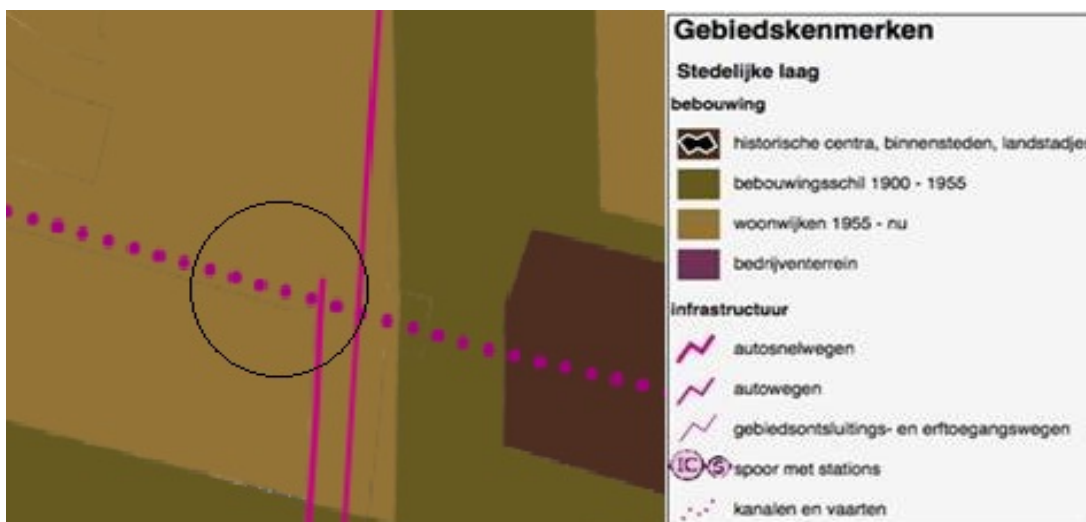 Gebiedskenmerken
Stedelijke laag
bebouwing
historische centra, binnensteden, landstadjes
bebouwingsschil 1900 - 1955
woonwijken 1955 - nu
bedrijventerrein
infrastructuur
autosnelwegen
autowegen
gebiedsontsluitings- en erftoegangswegen
IC S spoor met stations
kanalen en vaarten